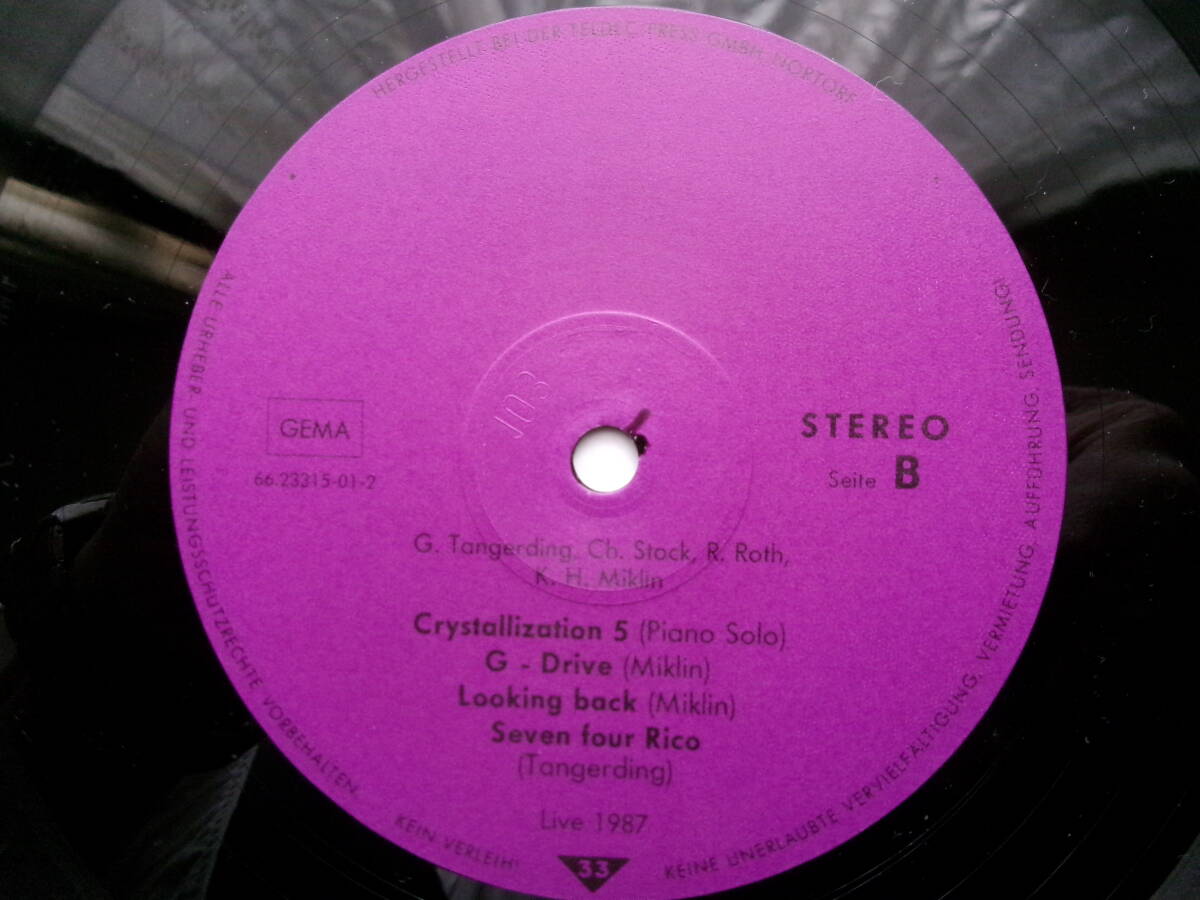 HERGESTELLT BEI DER TELDEC PRESS GMBH NORTORF
ALLE URHEBER UND LEISTUNGSSCHUTZRECHTE VORBEHALTEN.
KEIN VERLEIH!
KEINE UNERLAUBTE VERVIELFÄLTIGUNG, VERMIETUNG, AUFFÜHRUNG, SENDUNG!
J03
GEMA
66.23315-01-2
STEREO
Seite B
G. Tangerding, Ch. Stock, R. Roth,
K. H. Miklin
Crystallization 5 (Piano Solo)
G - Drive (Miklin)
Looking back (Miklin)
Seven four Rico
(Tangerding)
Live 1987
33